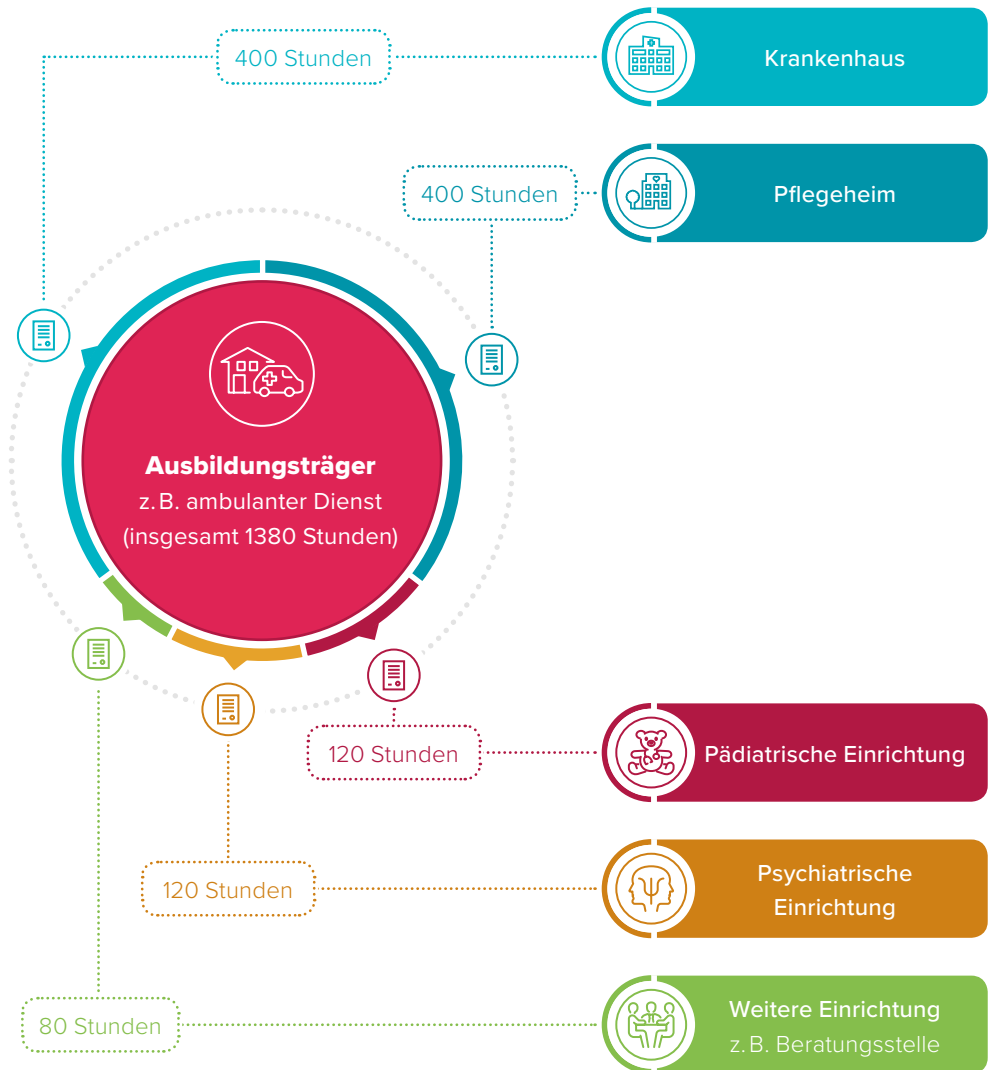 400 Stunden
Krankenhaus
400 Stunden
Pflegeheim
Ausbildungsträger
z. B. ambulanter Dienst
(insgesamt 1380 Stunden)
120 Stunden
Pädiatrische Einrichtung
120 Stunden
Psychiatrische
Einrichtung
80 Stunden
Weitere Einrichtung
z. B. Beratungsstelle